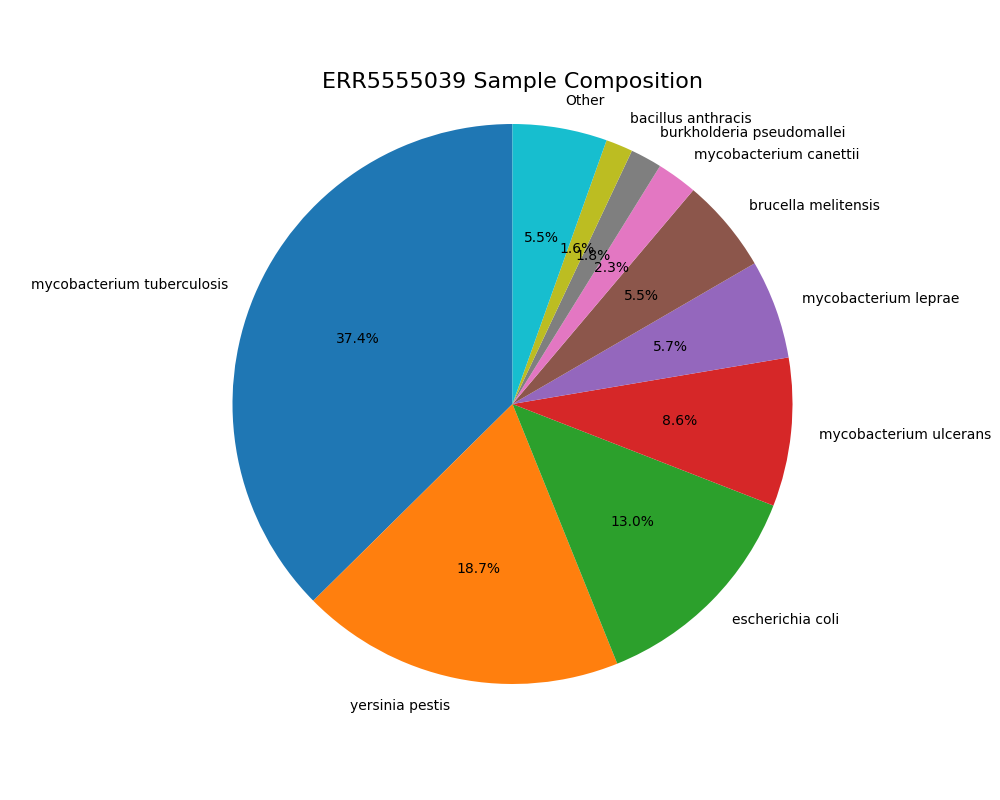 ERR5555039 Sample Composition
Other
bacillus anthracis
burkholderia pseudomallei
mycobacterium canettii
brucella melitensis
mycobacterium tuberculosis
mycobacterium leprae
mycobacterium ulcerans
escherichia coli
yersinia pestis
5.5%
1.6%
1.8%
2.3%
5.5%
37.4%
5.7%
8.6%
13.0%
18.7%